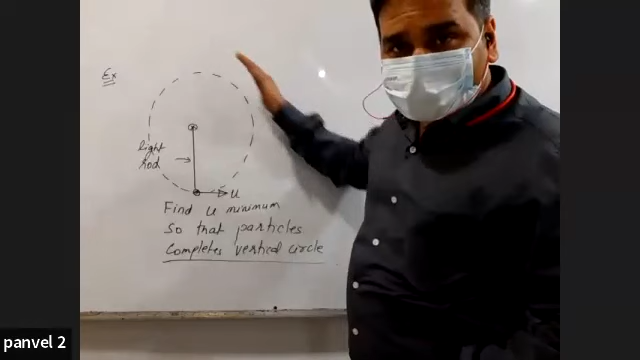 Ex
light
rod
u
Find u minimum
So that particles
Completes vertical circle
panvel 2